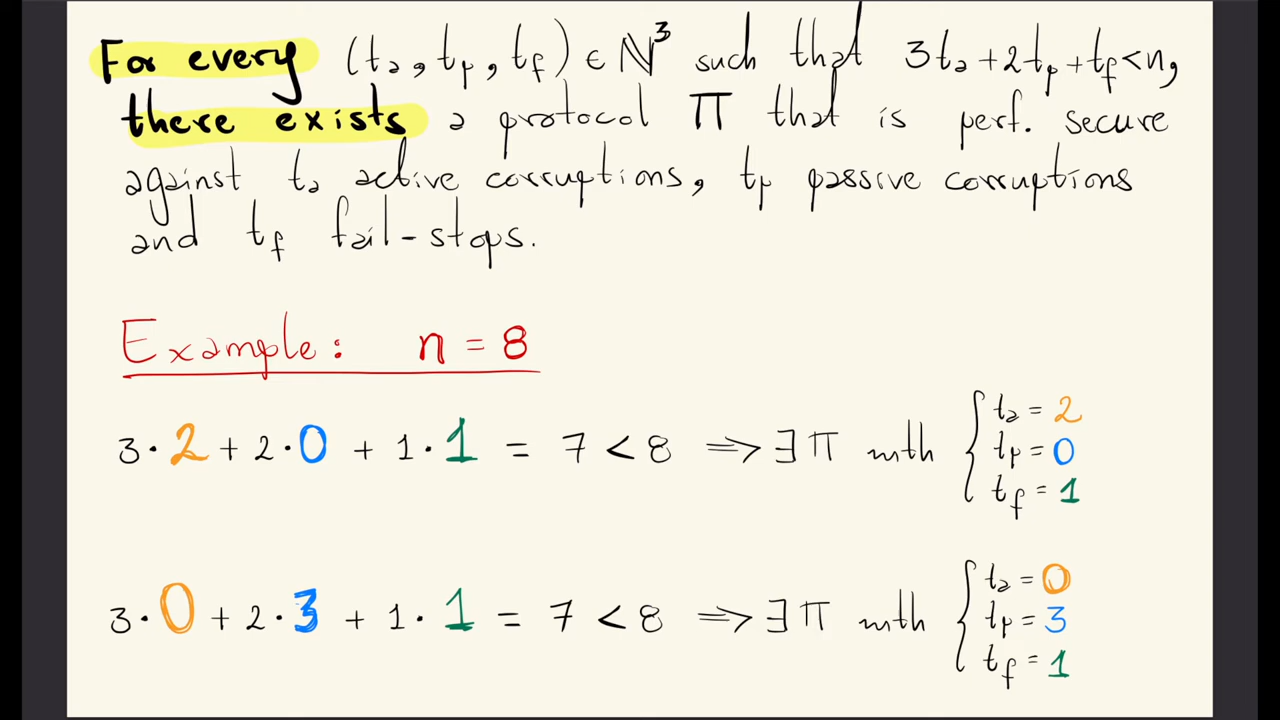 For every (ta, tp, tf) ∈ ℕ³ such that 3ta+2tp+tf<n,
there exists a protocol Π that is perf. secure
against ta active corruptions, tp passive corruptions
and tf fail-stops.
Example: n = 8
3·2 + 2·0 + 1·1 = 7 < 8 ⟹ ∃Π with { ta = 2
tp = 0
tf = 1
3·0 + 2·3 + 1·1 = 7 < 8 ⟹ ∃Π with { ta = 0
tp = 3
tf = 1